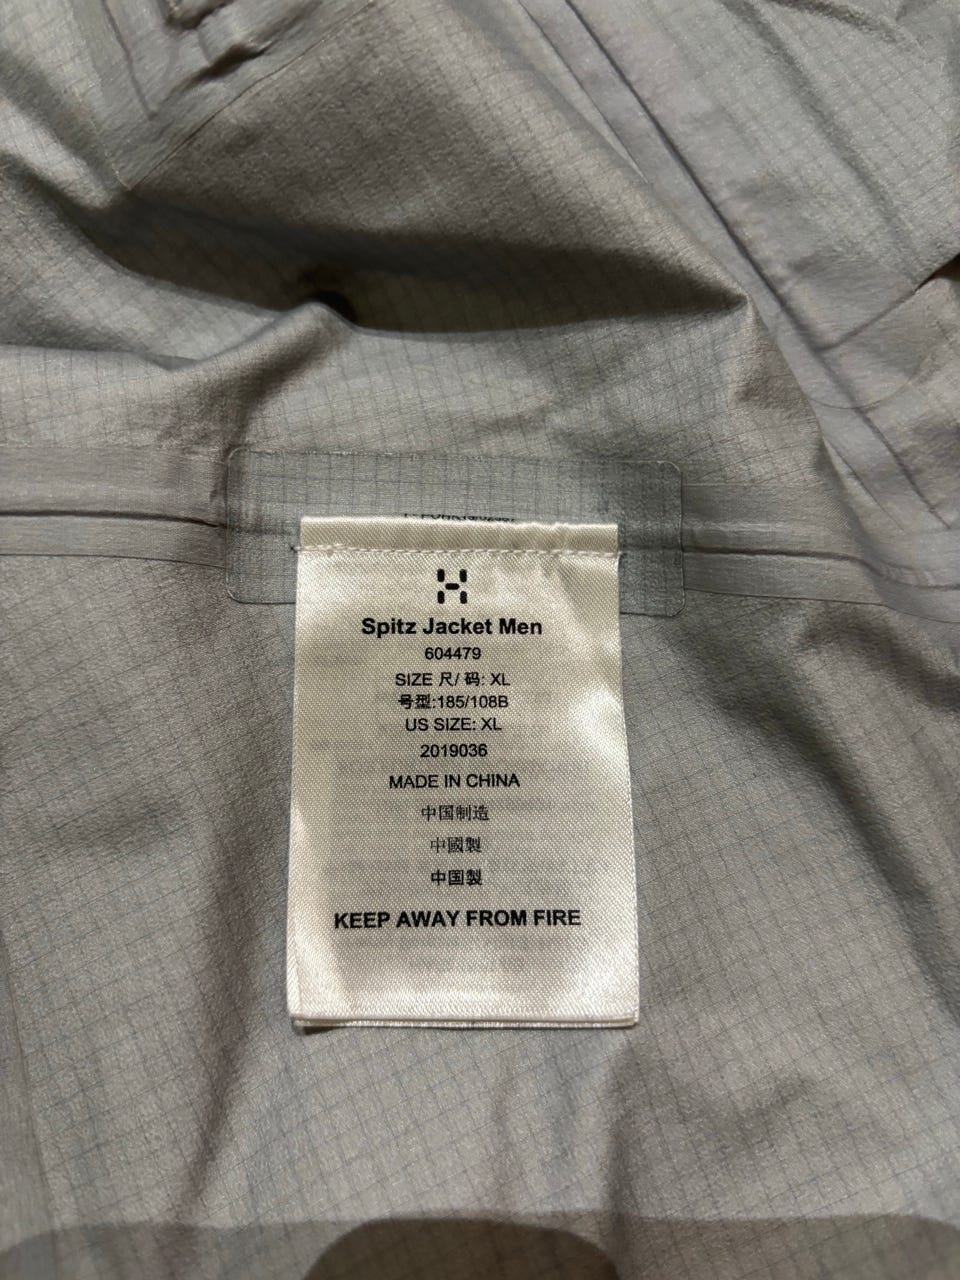 Spitz Jacket Men
604479
SIZE 尺/ 码: XL
号型:185/108B
US SIZE: XL
2019036
MADE IN CHINA
中国制造
中國製
中国製
KEEP AWAY FROM FIRE